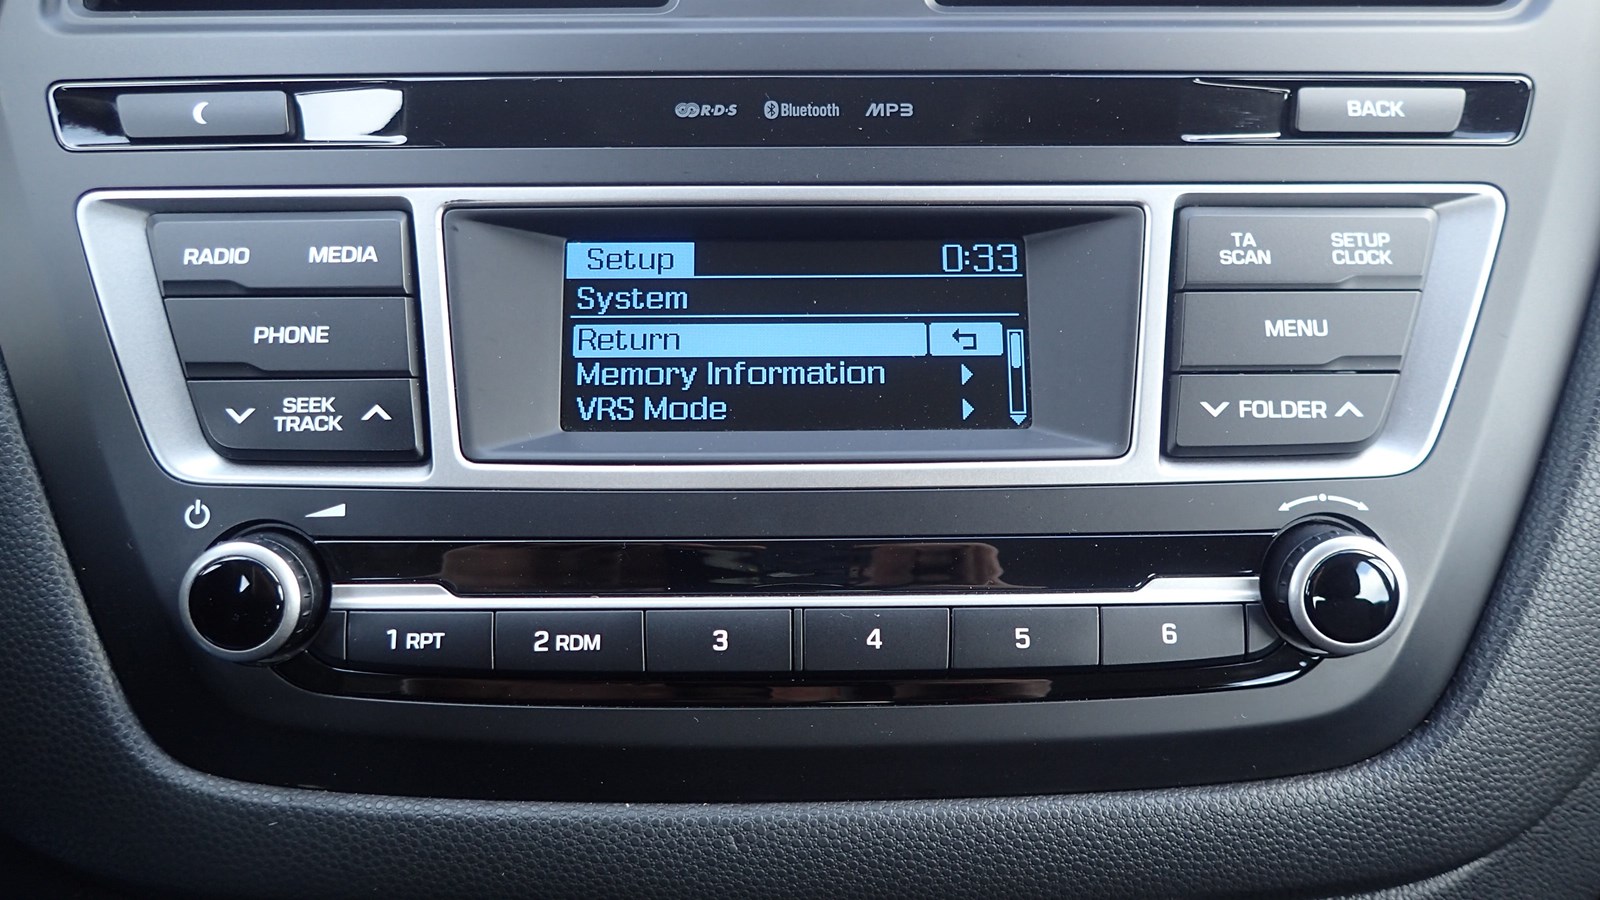 R·D·S
Bluetooth
MP3
BACK
RADIO
MEDIA
PHONE
SEEK
TRACK
Setup
0:33
System
Return
Memory Information
VRS Mode
TA
SCAN
SETUP
CLOCK
MENU
FOLDER
1 RPT
2 RDM
3
4
5
6